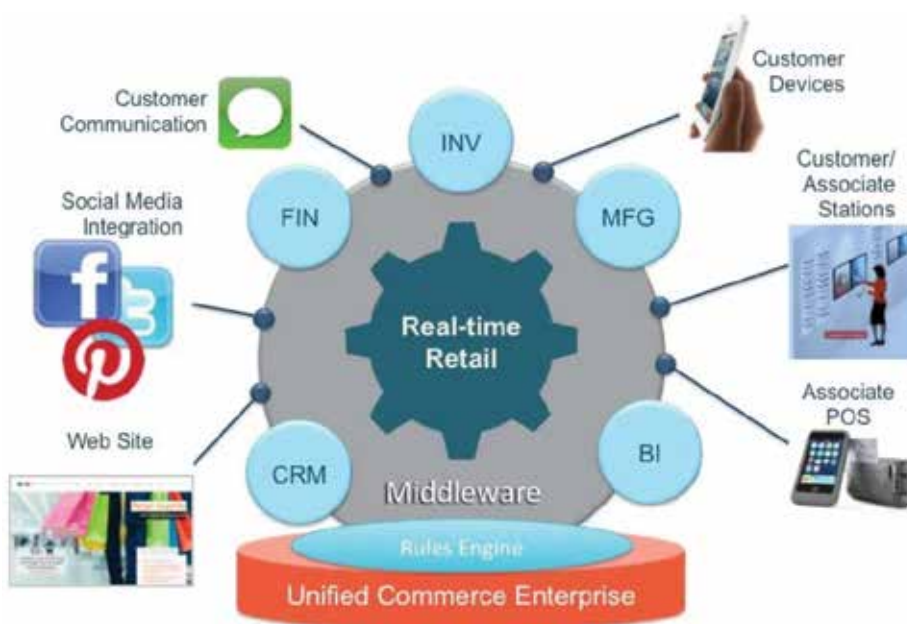 Customer
Communication
Customer
Devices
INV
Social Media
Integration
FIN
MFG
Customer/
Associate
Stations
f
t
Real-time
Retail
Associate
POS
Web Site
CRM
BI
Middleware
Rules Engine
Unified Commerce Enterprise